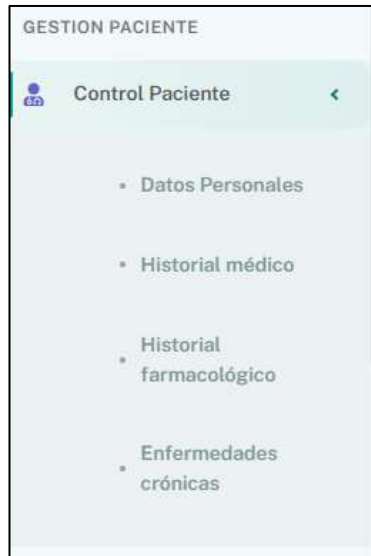 GESTION PACIENTE
Control Paciente
Datos Personales
Historial médico
Historial
farmacológico
Enfermedades
crónicas